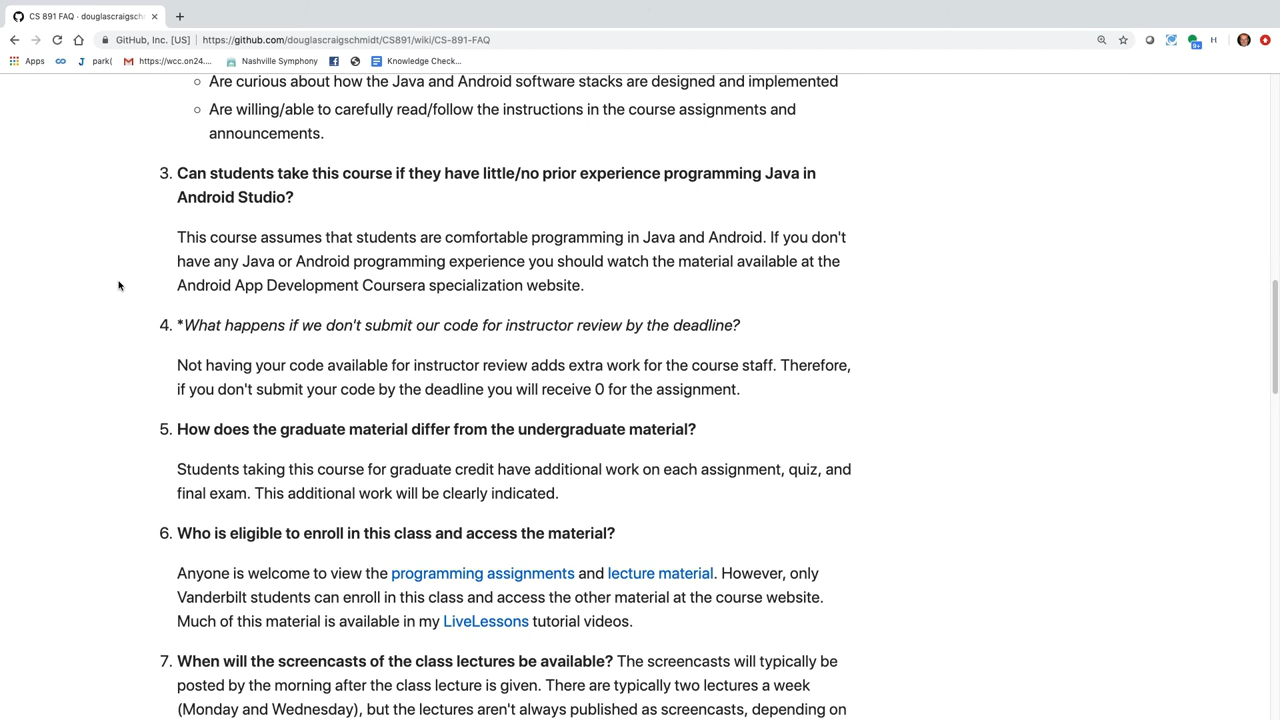 CS 891 FAQ · douglascraigschm
GitHub, Inc. [US] | https://github.com/douglascraigschmidt/CS891/wiki/CS-891-FAQ
Apps park( https://wcc.on24.... Nashville Symphony Knowledge Check...
Are curious about how the Java and Android software stacks are designed and implemented
Are willing/able to carefully read/follow the instructions in the course assignments and
announcements.
3. Can students take this course if they have little/no prior experience programming Java in
Android Studio?
This course assumes that students are comfortable programming in Java and Android. If you don't
have any Java or Android programming experience you should watch the material available at the
Android App Development Coursera specialization website.
4. *What happens if we don't submit our code for instructor review by the deadline?
Not having your code available for instructor review adds extra work for the course staff. Therefore,
if you don't submit your code by the deadline you will receive 0 for the assignment.
5. How does the graduate material differ from the undergraduate material?
Students taking this course for graduate credit have additional work on each assignment, quiz, and
final exam. This additional work will be clearly indicated.
6. Who is eligible to enroll in this class and access the material?
Anyone is welcome to view the programming assignments and lecture material. However, only
Vanderbilt students can enroll in this class and access the other material at the course website.
Much of this material is available in my LiveLessons tutorial videos.
7. When will the screencasts of the class lectures be available? The screencasts will typically be
posted by the morning after the class lecture is given. There are typically two lectures a week
(Monday and Wednesday), but the lectures aren't always published as screencasts, depending on